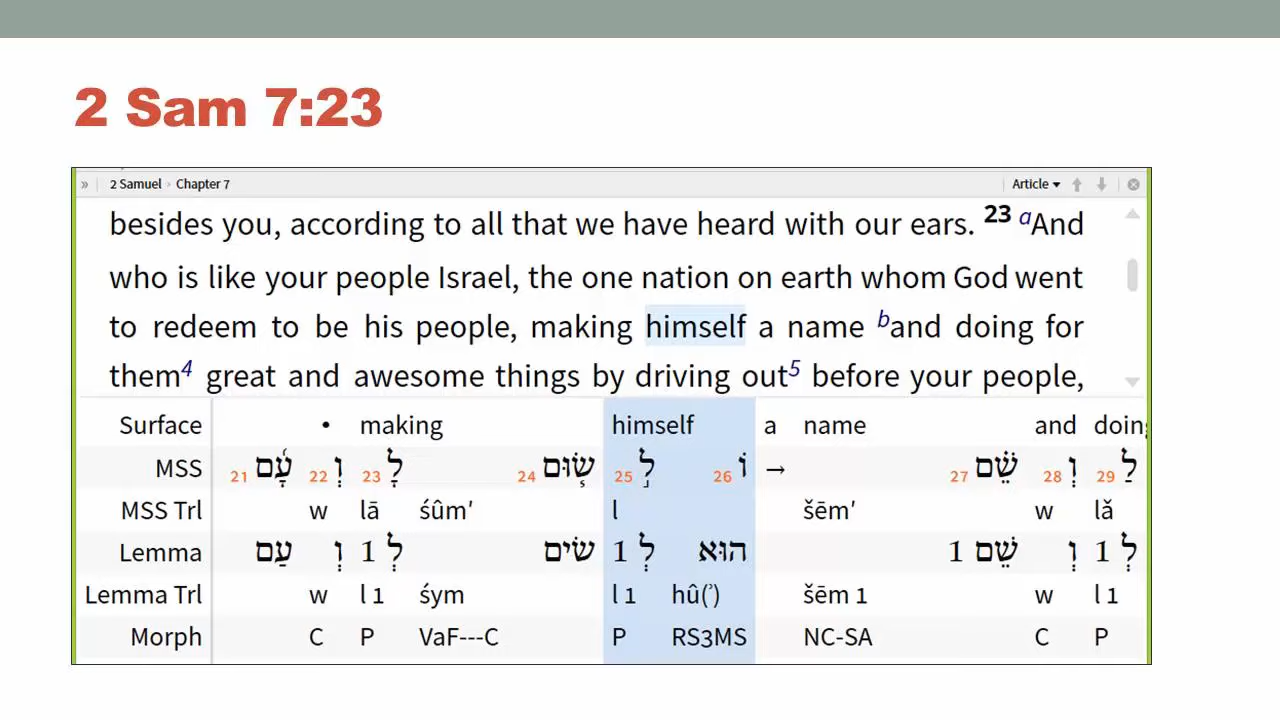 2 Sam 7:23
» 2 Samuel › Chapter 7 Article
besides you, according to all that we have heard with our ears. 23 aAnd
who is like your people Israel, the one nation on earth whom God went
to redeem to be his people, making himself a name band doing for
them4 great and awesome things by driving out5 before your people,
Surface • making himself a name and doing
MSS 21 עָ֜ם 22 וְ 23 לָ 24 שׂ֧וּם 25 ל֣ 26 וֹ → 27 שֵׁ֗ם 28 וְ 29 לַ
MSS Trl w lā śûmʹ l šēmʹ w lǎ
Lemma עַם וְ 1 לְ שׂים 1 לְ הוּא 1 שֵׁם וְ 1 לְ
Lemma Trl w l 1 śym l 1 hû(ʾ) šēm 1 w l 1
Morph C P VaF---C P RS3MS NC-SA C P